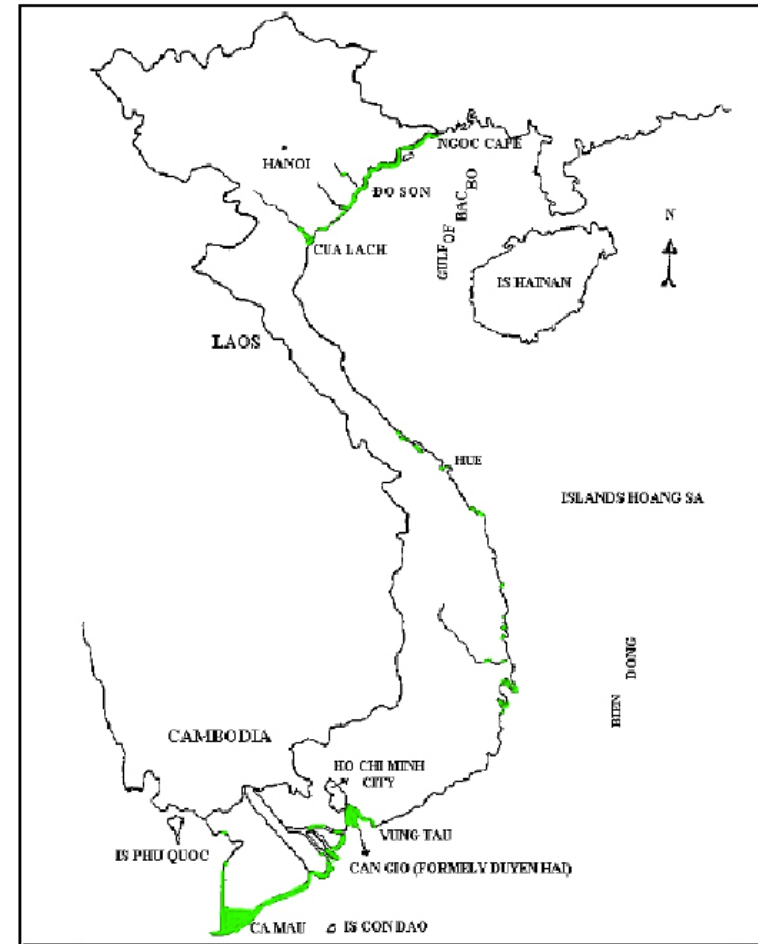 NGOC CAPE
HANOI
DO SON
GULF OF BAC BO
N
CUA LACH
IS HAINAN
LAOS
HUE
ISLANDS HOANG SA
BIEN DONG
CAMBODIA
HO CHI MINH
CITY
VUNG TAU
IS PHU QUOC
CAN GIO (FORMELY DUYEN HAI)
CA MAU
IS CON DAO